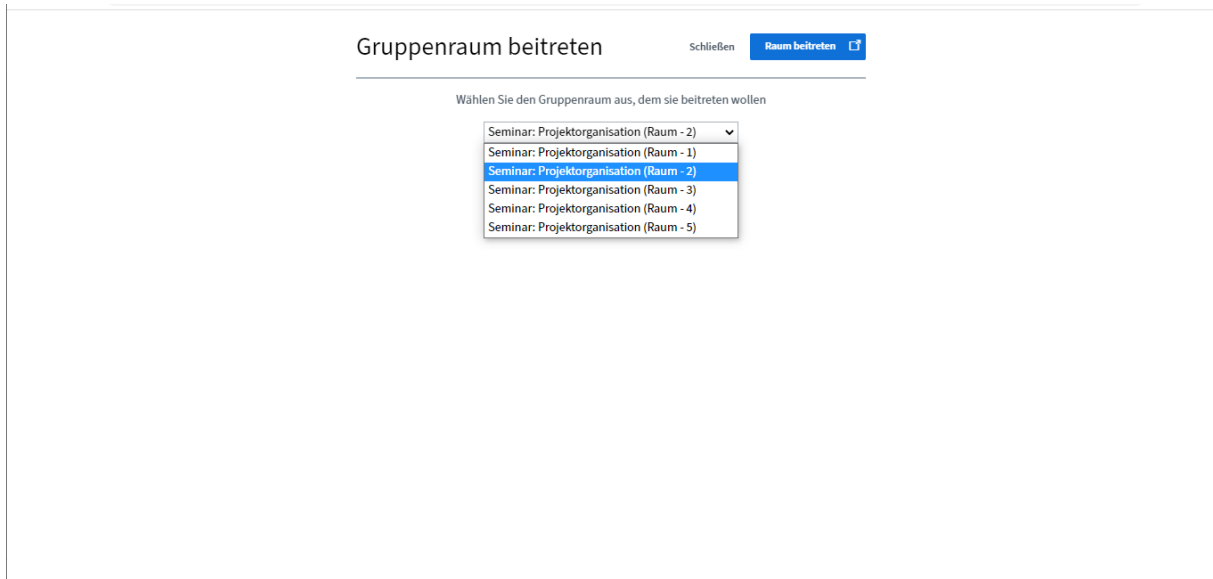 Gruppenraum beitreten
Schließen
Raum beitreten
Wählen Sie den Gruppenraum aus, dem sie beitreten wollen
Seminar: Projektorganisation (Raum - 2)
Seminar: Projektorganisation (Raum - 1)
Seminar: Projektorganisation (Raum - 2)
Seminar: Projektorganisation (Raum - 3)
Seminar: Projektorganisation (Raum - 4)
Seminar: Projektorganisation (Raum - 5)